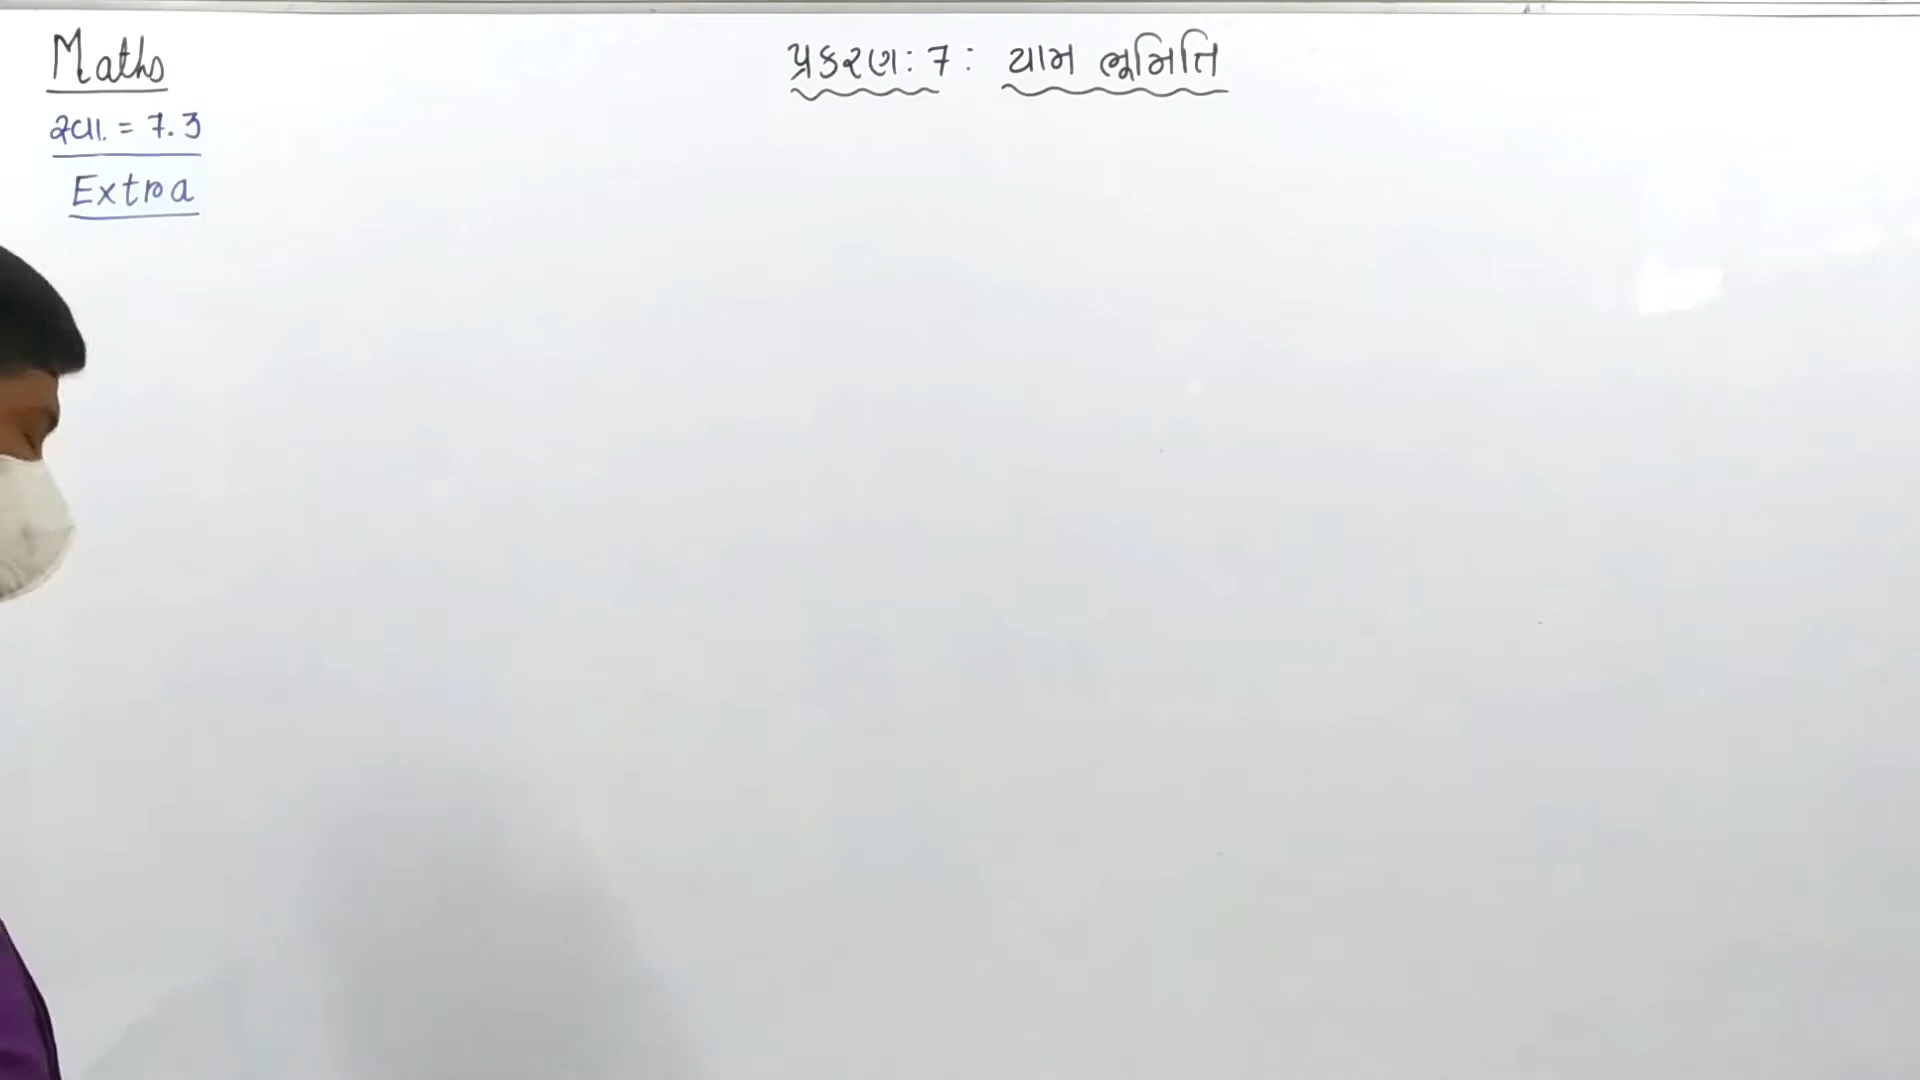 Maths
પ્રકરણ: 7: યામ ભૂમિતિ
સ્વા. = 7.3
Extra